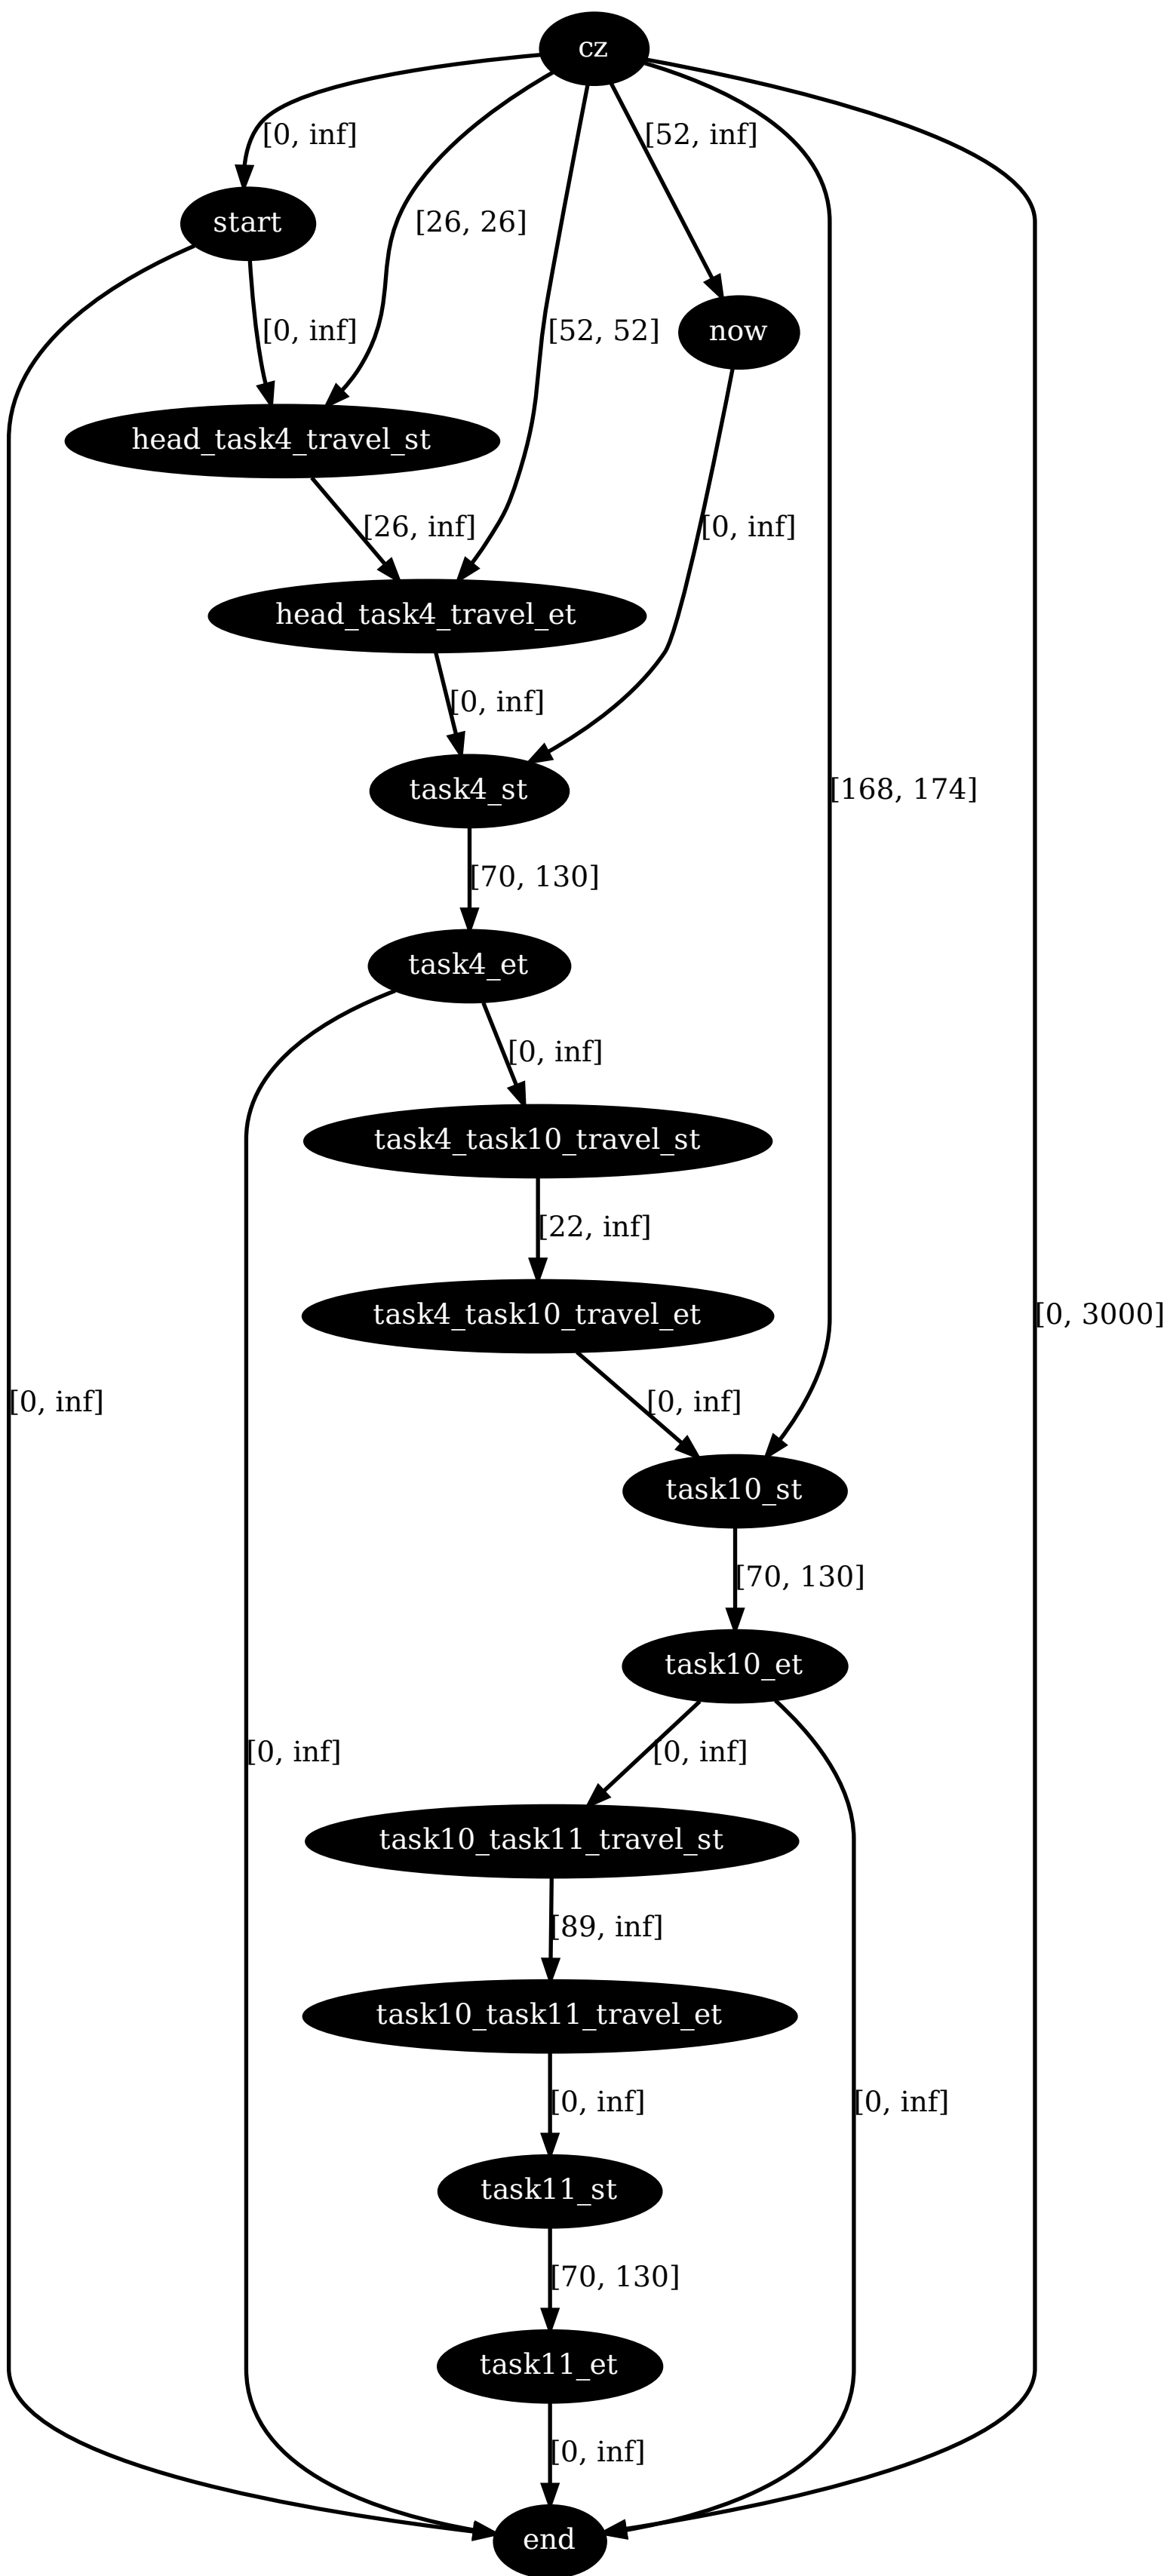 cz
[0, inf]
[52, inf]
start
[26, 26]
[0, inf]
[52, 52]
now
head_task4_travel_st
[26, inf]
[0, inf]
head_task4_travel_et
[0, inf]
task4_st
[168, 174]
[70, 130]
task4_et
[0, inf]
task4_task10_travel_st
[22, inf]
task4_task10_travel_et
[0, 3000]
[0, inf]
[0, inf]
task10_st
[70, 130]
task10_et
[0, inf]
[0, inf]
task10_task11_travel_st
[89, inf]
task10_task11_travel_et
[0, inf]
[0, inf]
task11_st
[70, 130]
task11_et
[0, inf]
end